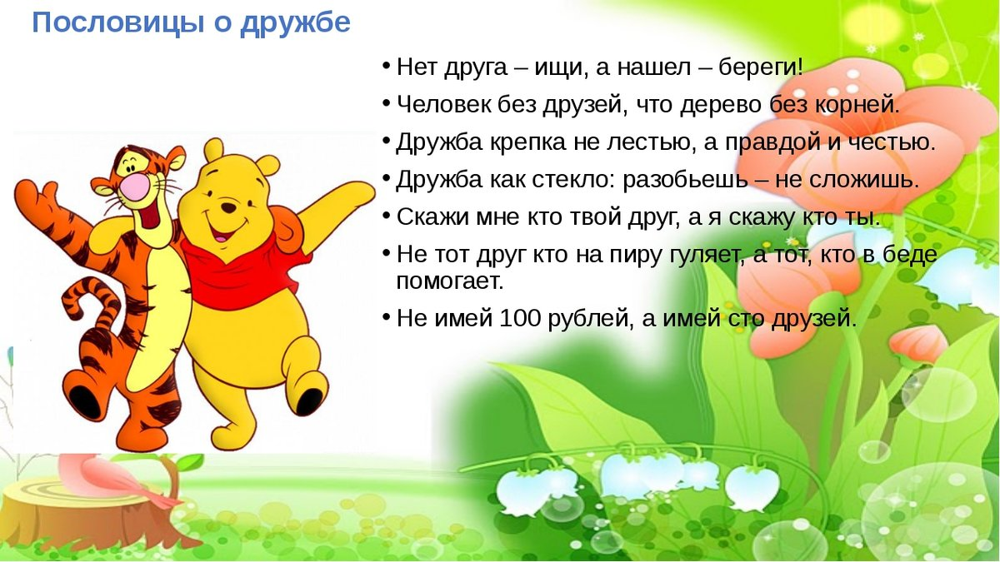 Пословицы о дружбе
• Нет друга – ищи, а нашел – береги!
• Человек без друзей, что дерево без корней.
• Дружба крепка не лестью, а правдой и честью.
• Дружба как стекло: разобьешь – не сложишь.
• Скажи мне кто твой друг, а я скажу кто ты.
• Не тот друг кто на пиру гуляет, а тот, кто в беде
помогает.
• Не имей 100 рублей, а имей сто друзей.